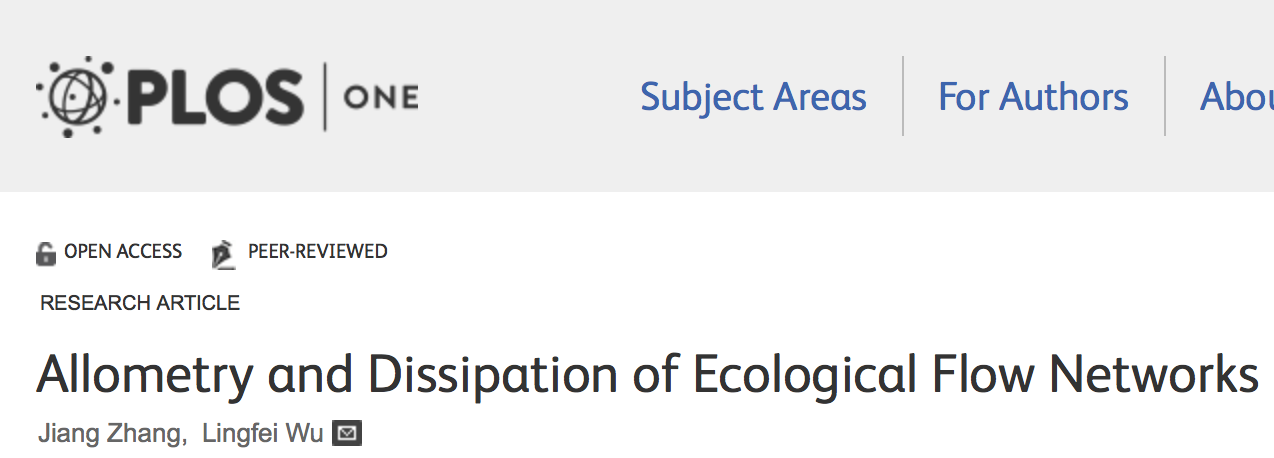 PLOS ONE
Subject Areas
For Authors
Abou
OPEN ACCESS PEER-REVIEWED
RESEARCH ARTICLE
Allometry and Dissipation of Ecological Flow Networks
Jiang Zhang, Lingfei Wu